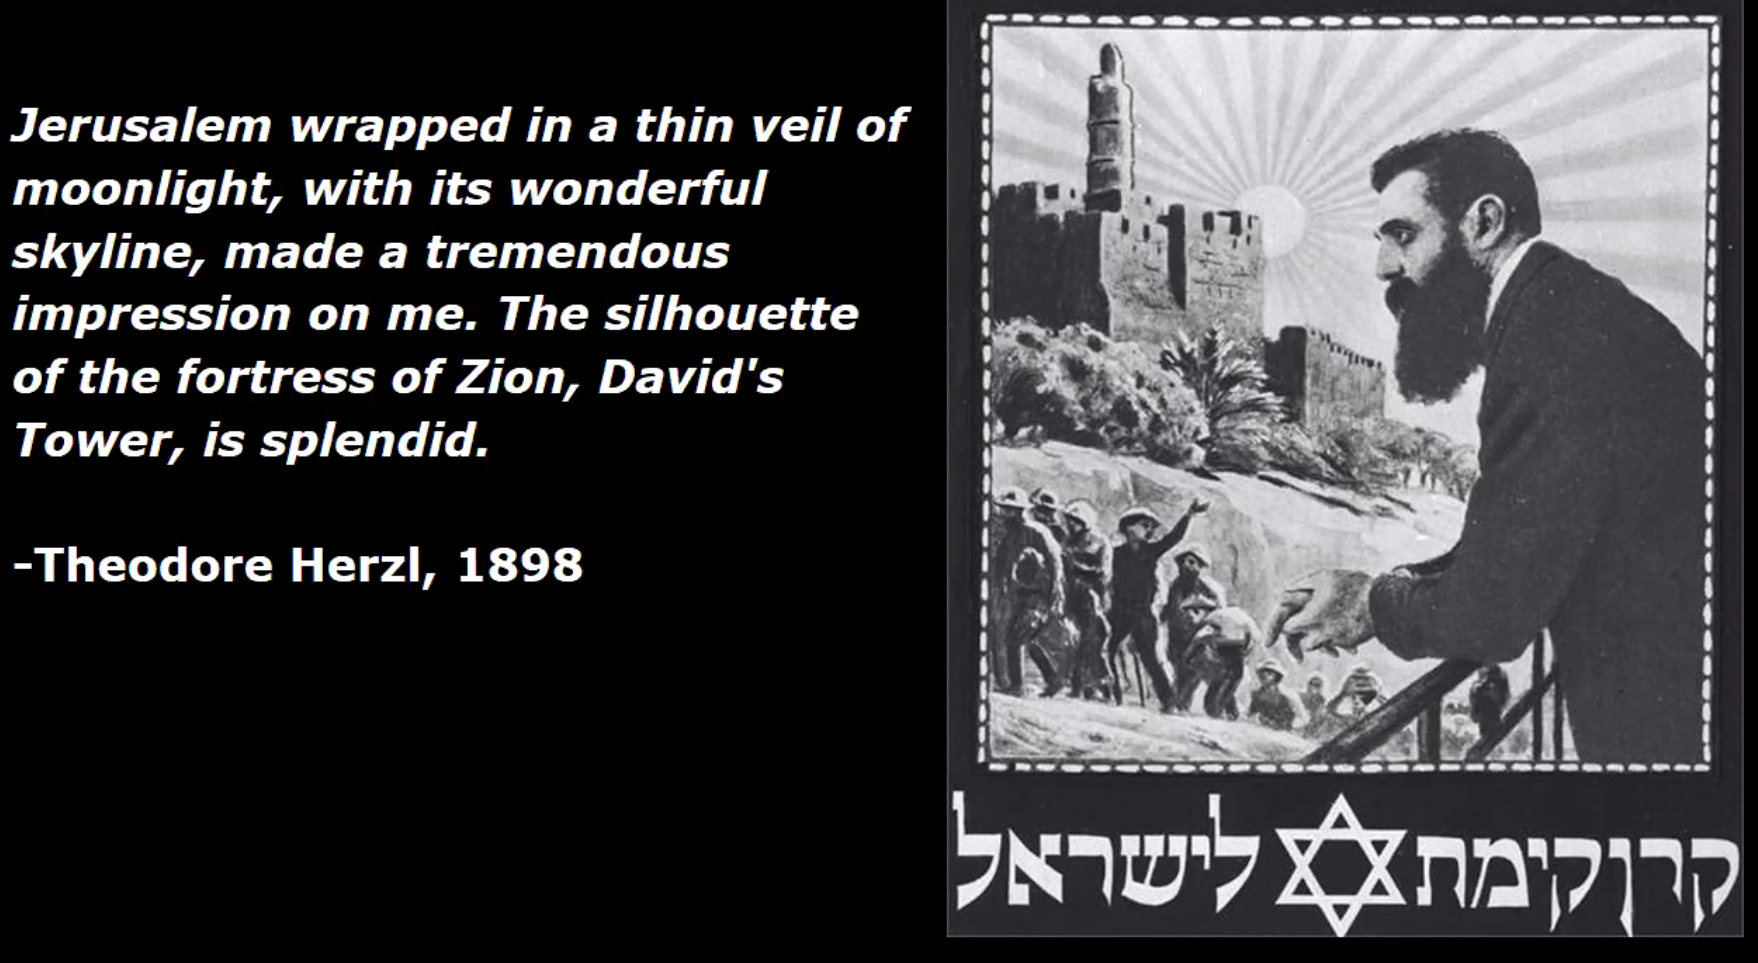 Jerusalem wrapped in a thin veil of
moonlight, with its wonderful
skyline, made a tremendous
impression on me. The silhouette
of the fortress of Zion, David's
Tower, is splendid.
-Theodore Herzl, 1898
קרן קימת לישראל